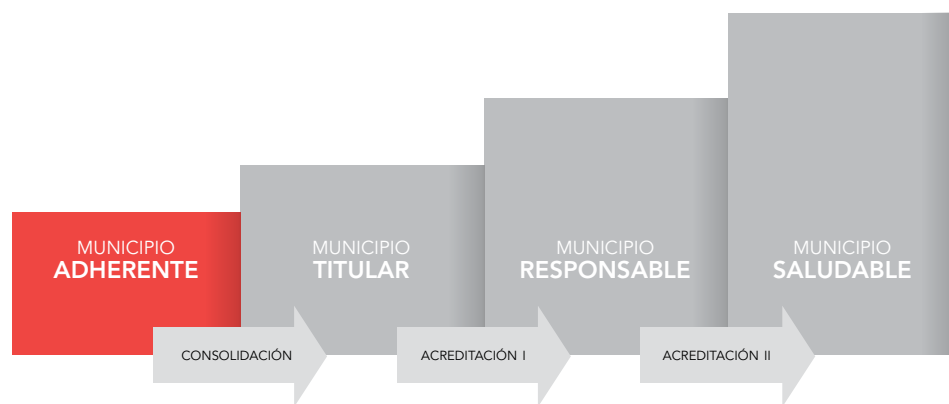 MUNICIPIO
ADHERENTE
MUNICIPIO
TITULAR
MUNICIPIO
RESPONSABLE
MUNICIPIO
SALUDABLE
CONSOLIDACIÓN
ACREDITACIÓN I
ACREDITACIÓN II